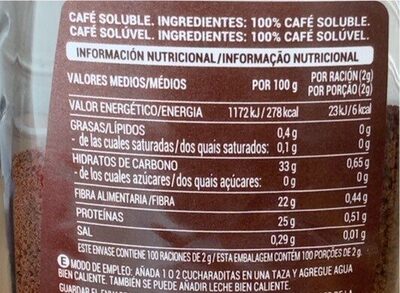 CAFÉ SOLUBLE. INGREDIENTES: 100% CAFÉ SOLUBLE.
CAFÉ SOLÚVEL. INGREDIENTES: 100% CAFÉ SOLÚVEL.
INFORMACIÓN NUTRICIONAL/INFORMAÇÃO NUTRICIONAL
VALORES MEDIOS/MÉDIOS POR 100 g POR RACIÓN (2g)
POR PORÇÃO (2g)
VALOR ENERGÉTICO/ENERGIA 1172 kJ/278 kcal 23 kJ/6 kcal
GRASAS/LÍPIDOS 0,4 g 0 g
- de las cuales saturadas/dos quais saturados: 0,1 g 0 g
HIDRATOS DE CARBONO 33 g 0,65 g
- de los cuales azúcares/dos quais açúcares: 0 g 0 g
FIBRA ALIMENTARIA/FIBRA 22 g 0,44 g
PROTEÍNAS 25 g 0,51 g
SAL 0,29 g 0,01 g
ESTE ENVASE CONTIENE 100 RACIONES DE 2 g/ESTA EMBALAGEM CONTÉM 100 PORÇÕES DE 2 g.
E MODO DE EMPLEO: AÑADA 1 O 2 CUCHARADITAS EN UNA TAZA Y AGREGUE AGUA
BIEN CALIENTE. TAMBIÉN SE PUEDE AÑADIR LECHE BIEN CALIENTE.
GUARDAR EL